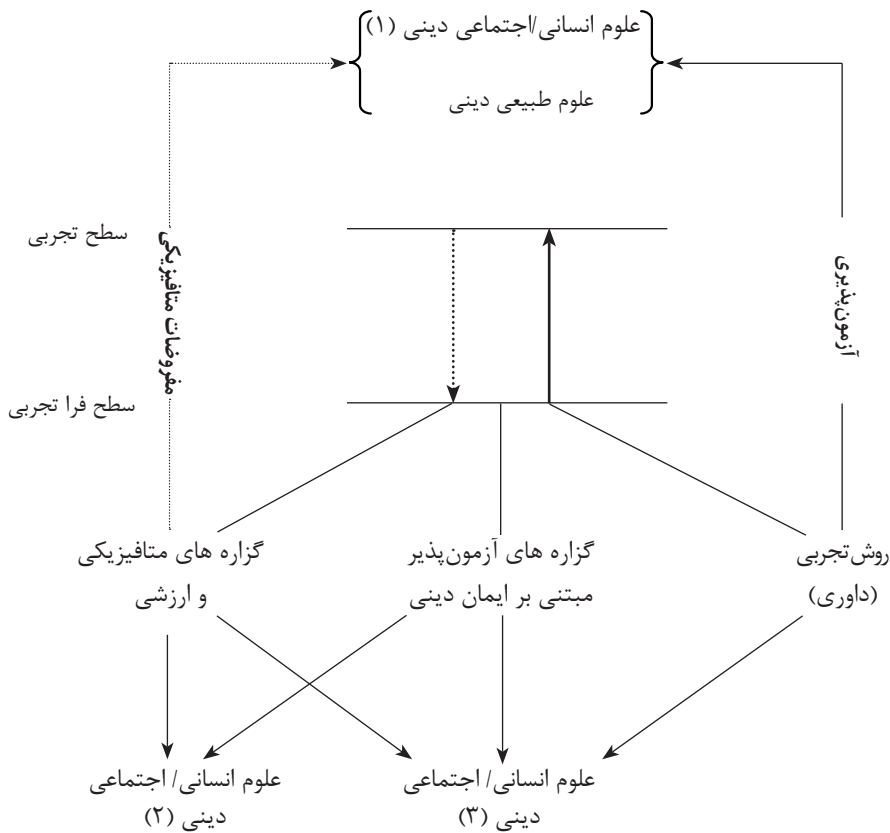 علوم انسانی/اجتماعی دینی (۱)
علوم طبیعی دینی
سطح تجربی
مفروضات متافیزیکی
آزمون‌پذیری
سطح فرا تجربی
روش‌تجربی
(داوری)
گزاره های آزمون‌پذیر
مبتنی بر ایمان دینی
گزاره های متافیزیکی
و ارزشی
علوم انسانی/ اجتماعی
دینی (۳)
علوم انسانی/ اجتماعی
دینی (۲)